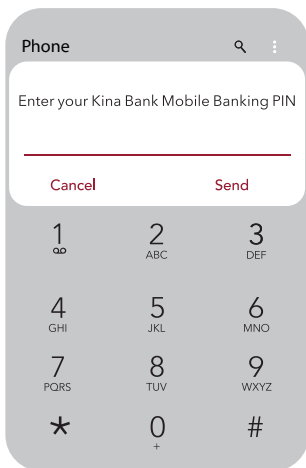 Phone
Enter your Kina Bank Mobile Banking PIN
Cancel Send
1 2 3
ABC DEF
4 5 6
GHI JKL MNO
7 8 9
PQRS TUV WXYZ
* 0 #
+